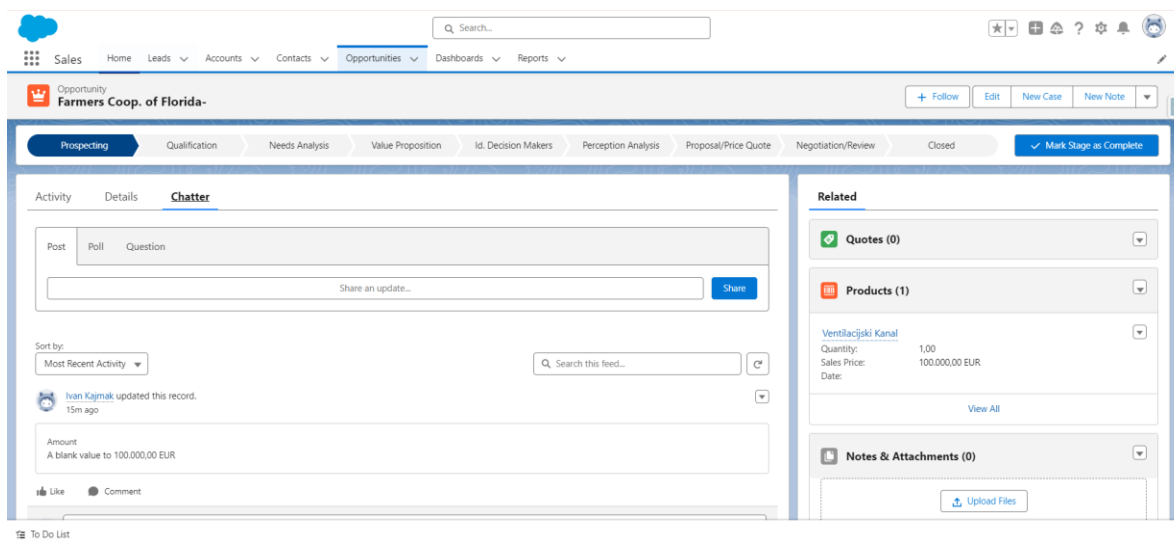 Search...
Sales Home Leads Accounts Contacts Opportunities Dashboards Reports
Opportunity
Farmers Coop. of Florida-
+ Follow Edit New Case New Note
Prospecting Qualification Needs Analysis Value Proposition Id. Decision Makers Perception Analysis Proposal/Price Quote Negotiation/Review Closed Mark Stage as Complete
Activity Details Chatter
Post Poll Question
Share an update... Share
Sort by:
Most Recent Activity Search this feed...
Ivan Kajmak updated this record.
15m ago
Amount
A blank value to 100.000,00 EUR
Like Comment
Related
Quotes (0)
Products (1)
Ventilacijski Kanal
Quantity: 1,00
Sales Price: 100.000,00 EUR
Date:
View All
Notes & Attachments (0)
Upload Files
To Do List